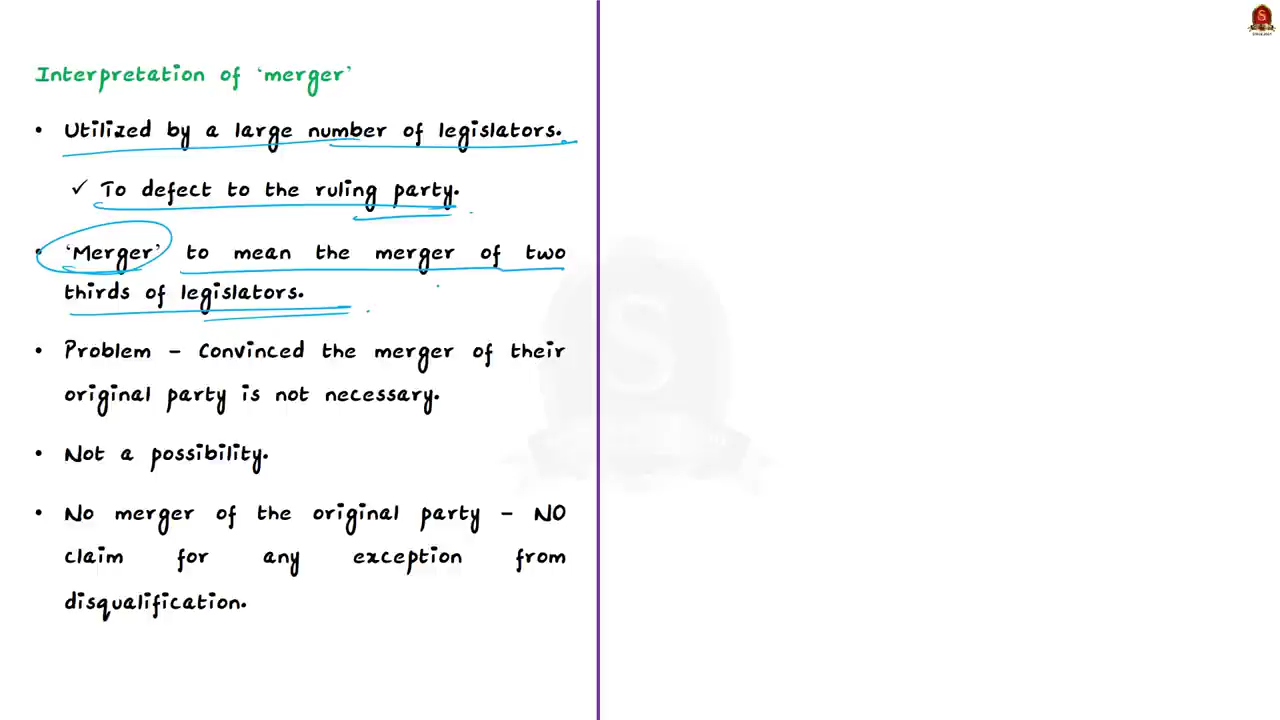 Interpretation of 'merger'
• Utilized by a large number of legislators.
✓ To defect to the ruling party.
• 'Merger' to mean the merger of two
thirds of legislators.
• Problem – Convinced the merger of their
original party is not necessary.
• Not a possibility.
• No merger of the original party – NO
claim for any exception from
disqualification.
S